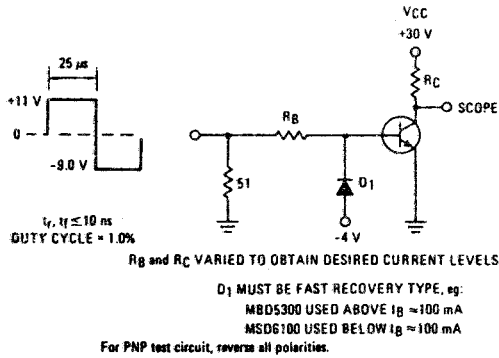 VCC
+30 V
25 µs
RC
+11 V
SCOPE
RB
0
-9.0 V
51
D1
tr, tf ≤ 10 ns
DUTY CYCLE = 1.0%
-4 V
RB and RC VARIED TO OBTAIN DESIRED CURRENT LEVELS
D1 MUST BE FAST RECOVERY TYPE, eg:
MBD5300 USED ABOVE IB ≈100 mA
MSD6100 USED BELOW IB ≈100 mA
For PNP test circuit, reverse all polarities.